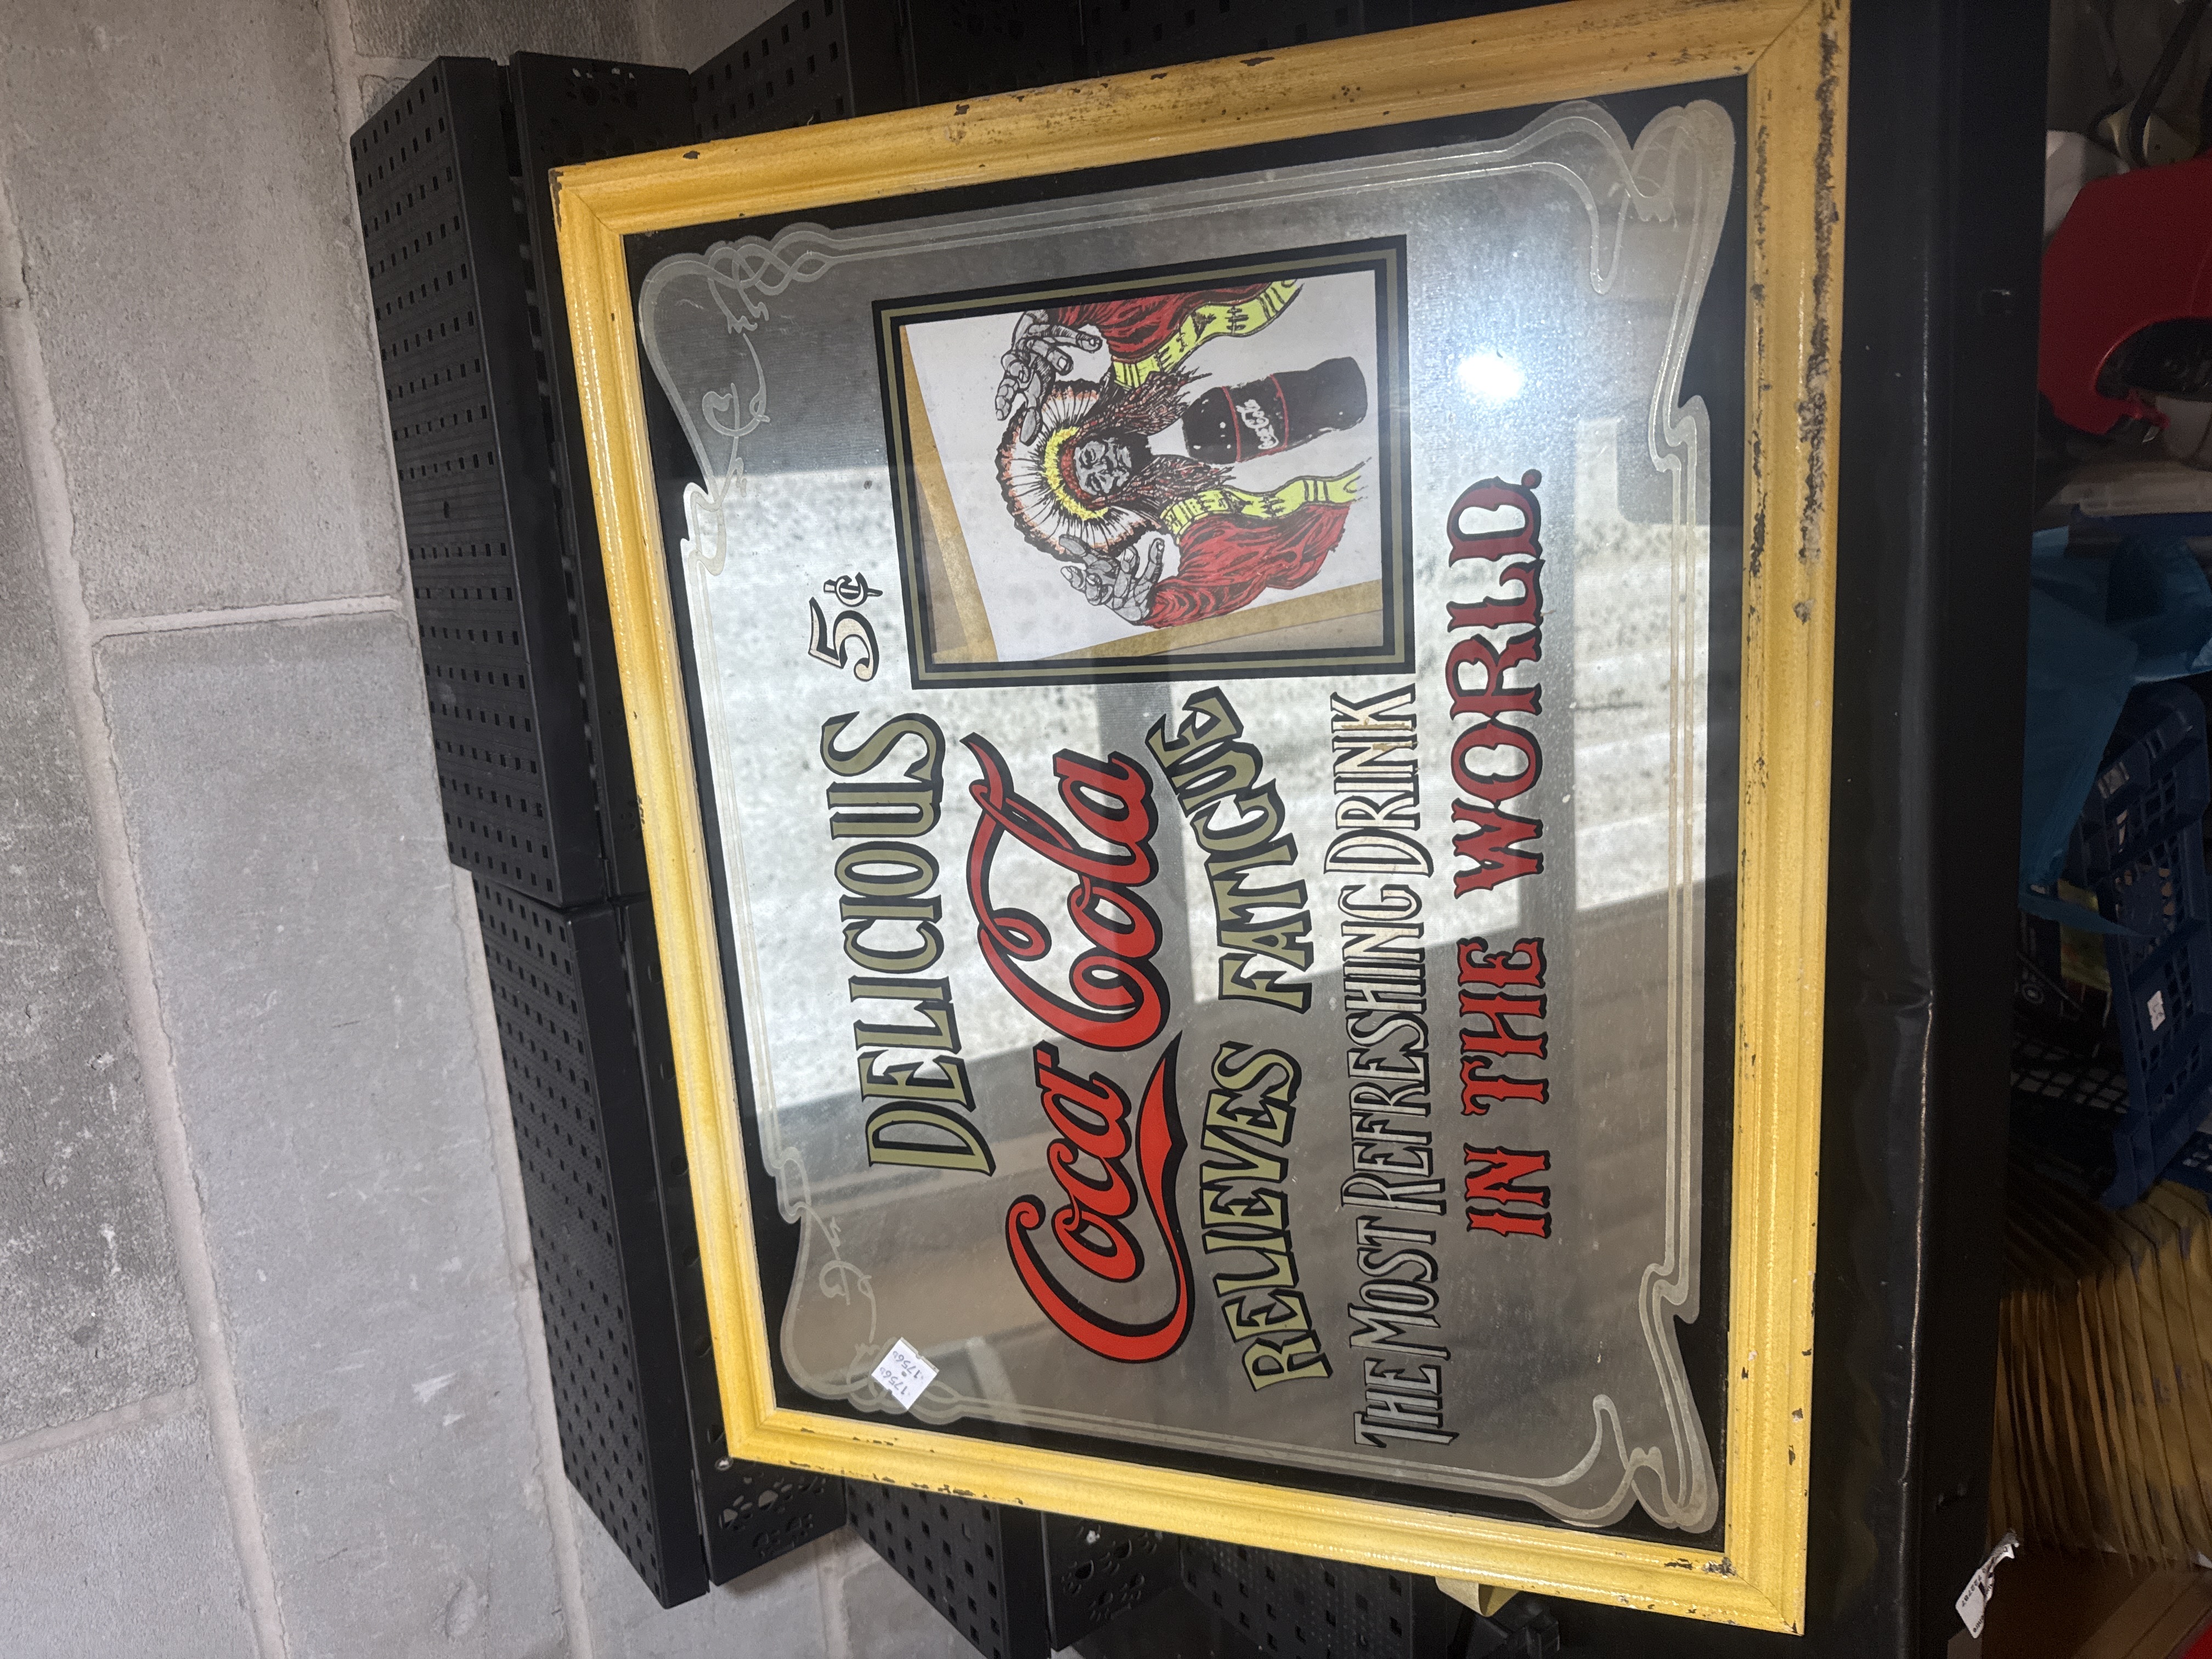 DELICIOUS 5¢
Coca-Cola
RELIEVES FATIGUE
THE MOST REFRESHING DRINK
IN THE WORLD.